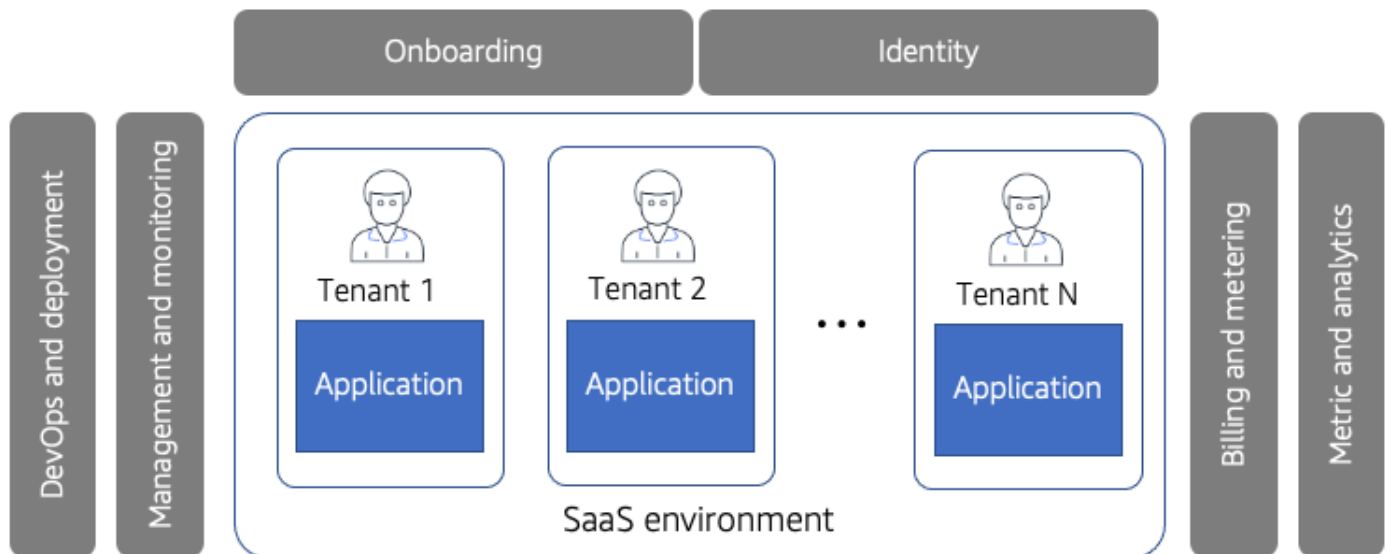 Onboarding
Identity
DevOps and deployment
Management and monitoring
Tenant 1
Application
Tenant 2
Application
...
Tenant N
Application
SaaS environment
Billing and metering
Metric and analytics